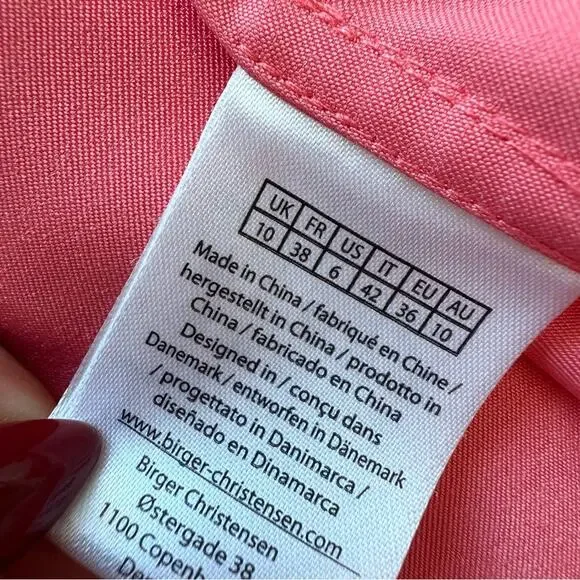 UK FR US IT EU AU
10 38 6 42 36 10
Made in China / fabriqué en Chine /
hergestellt in China / prodotto in
China / fabricado en China
Designed in / conçu dans
Danemark / entworfen in Dänemark
/ progettato in Danimarca /
diseñado en Dinamarca
www.birger-christensen.com
Birger Christensen
Østergade 38
1100 Copenh
De